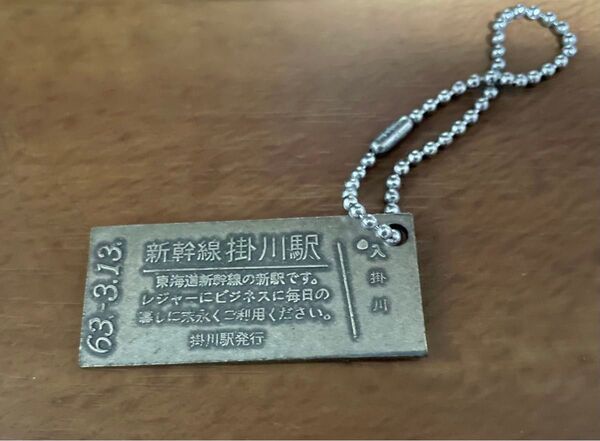 63.-3.13.
新幹線掛川駅
東海道新幹線の新駅です。
レジャーにビジネスに毎日の
暮しに末永くご利用ください。
掛川駅発行
入
掛川